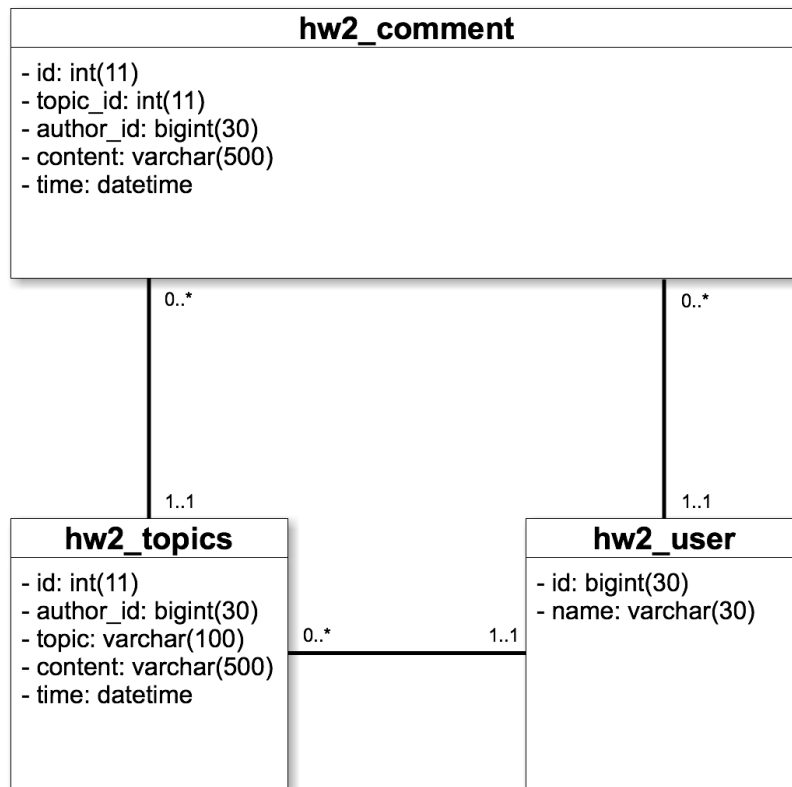 hw2_comment
- id: int(11)
- topic_id: int(11)
- author_id: bigint(30)
- content: varchar(500)
- time: datetime
0..*
0..*
1..1
1..1
hw2_topics
- id: int(11)
- author_id: bigint(30)
- topic: varchar(100)
- content: varchar(500)
- time: datetime
0..*
1..1
hw2_user
- id: bigint(30)
- name: varchar(30)